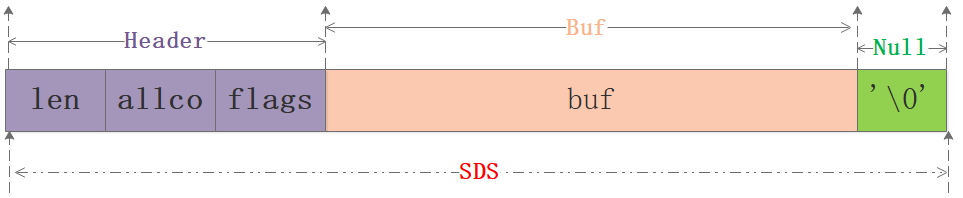 Buf
Header
Null
len allco flags buf '\0'
SDS